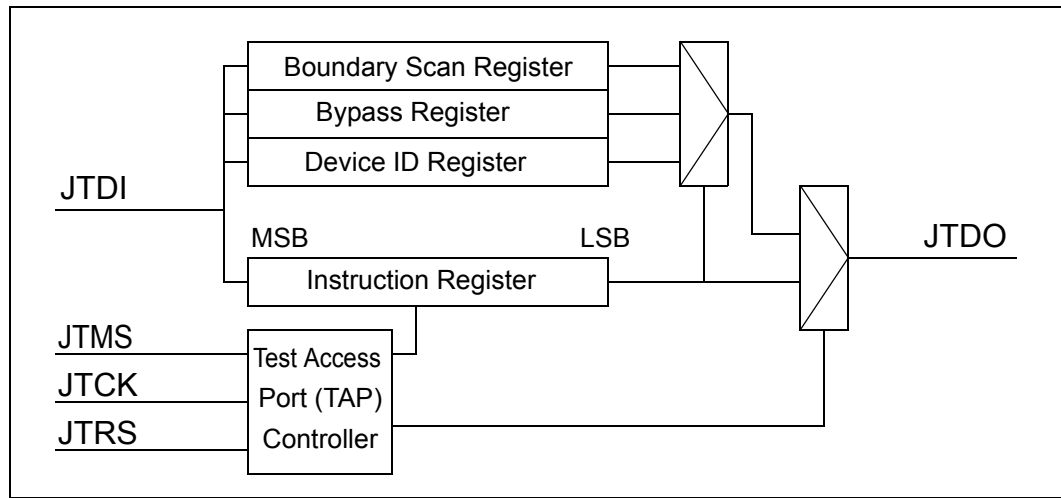 Boundary Scan Register
Bypass Register
Device ID Register
JTDI
MSB
LSB
JTDO
Instruction Register
JTMS
JTCK
JTRS
Test Access
Port (TAP)
Controller